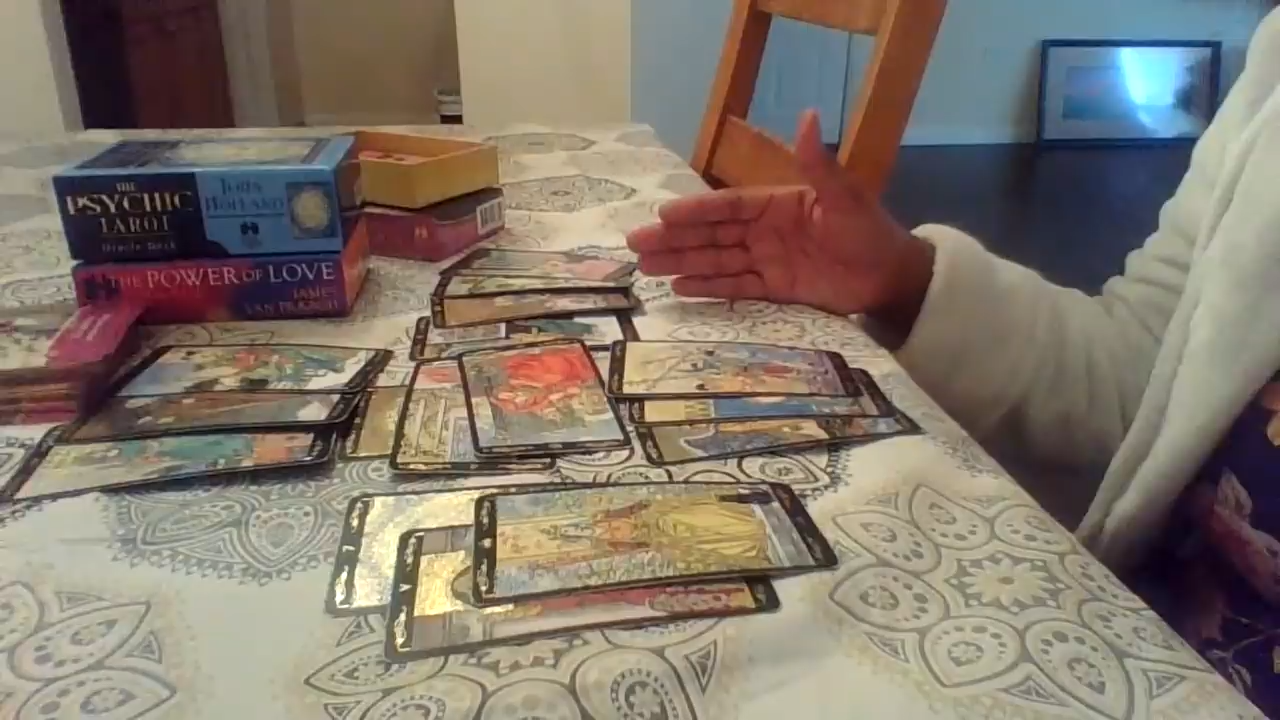 THE
PSYCHIC
TAROT
Oracle Deck
JOHN
HOLLAND
THE POWER OF LOVE
JAMES
VAN PRAAGH